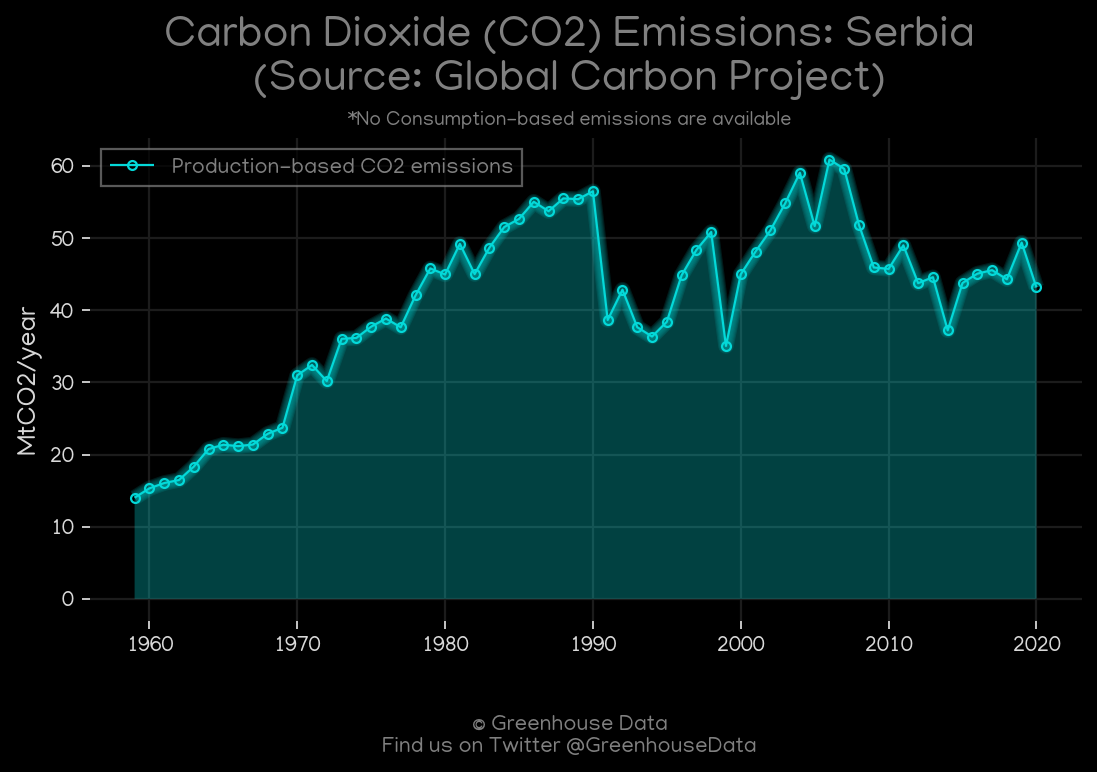 Carbon Dioxide (CO2) Emissions: Serbia
(Source: Global Carbon Project)
*No Consumption-based emissions are available
Production-based CO2 emissions
MtCO2/year
60
50
40
30
20
10
0
1960 1970 1980 1990 2000 2010 2020
© Greenhouse Data
Find us on Twitter @GreenhouseData